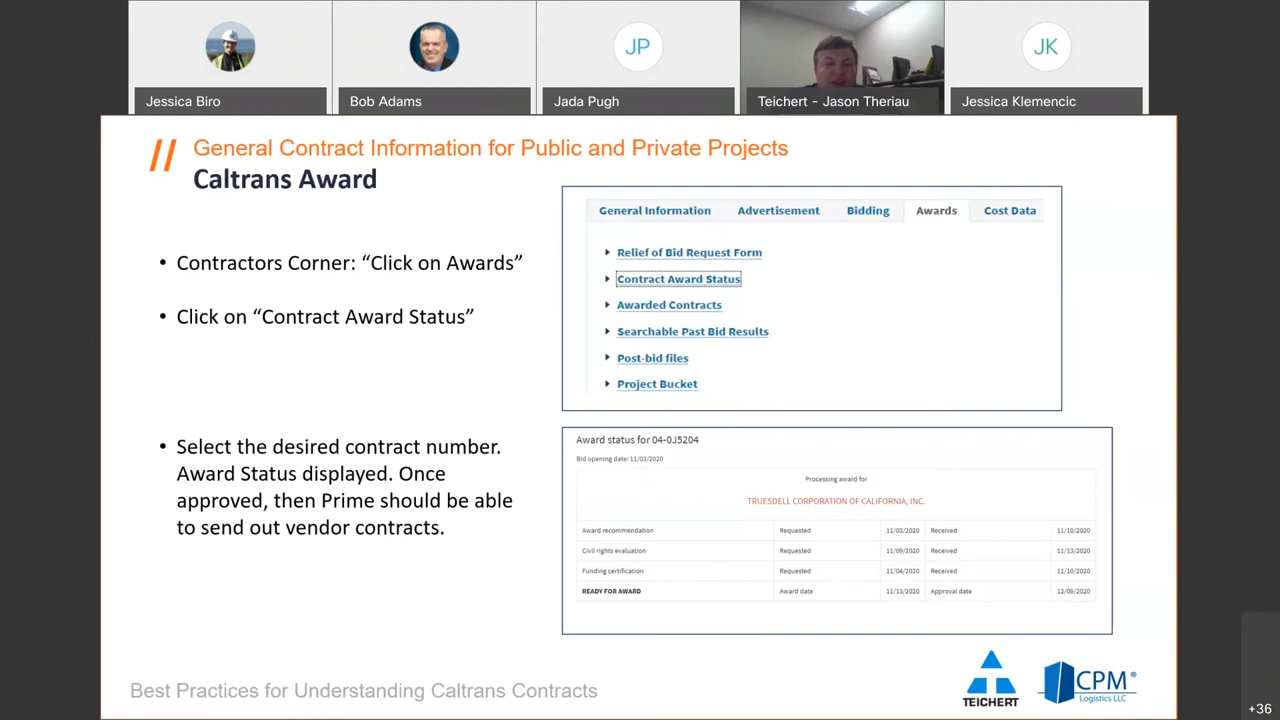 JP
JK
Jessica Biro
Bob Adams
Jada Pugh
Teichert - Jason Theriau
Jessica Klemencic
// General Contract Information for Public and Private Projects
Caltrans Award
• Contractors Corner: “Click on Awards”
• Click on “Contract Award Status”
• Select the desired contract number.
Award Status displayed. Once
approved, then Prime should be able
to send out vendor contracts.
General Information Advertisement Bidding Awards Cost Data
Relief of Bid Request Form
Contract Award Status
Awarded Contracts
Searchable Past Bid Results
Post-bid files
Project Bucket
Award status for 04-0J5204
Bid opening date: 11/03/2020
Processing award for
TRUESDELL CORPORATION OF CALIFORNIA, INC.
Award recommendation Requested 11/03/2020 Received 11/10/2020
Civil rights evaluation Requested 11/09/2020 Received 11/13/2020
Funding certification Requested 11/04/2020 Received 11/10/2020
READY FOR AWARD Award date 11/13/2020 Approval date 12/09/2020
Best Practices for Understanding Caltrans Contracts
TEICHERT
CPM®
Logistics LLC
+36